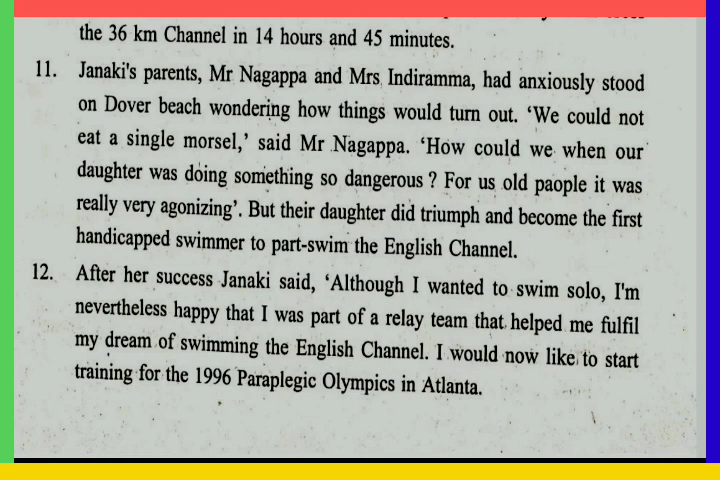 the 36 km Channel in 14 hours and 45 minutes.
11. Janaki's parents, Mr Nagappa and Mrs Indiramma, had anxiously stood
on Dover beach wondering how things would turn out. ‘We could not
eat a single morsel,’ said Mr Nagappa. ‘How could we when our
daughter was doing something so dangerous ? For us old paople it was
really very agonizing’. But their daughter did triumph and become the first
handicapped swimmer to part-swim the English Channel.
12. After her success Janaki said, ‘Although I wanted to swim solo, I'm
nevertheless happy that I was part of a relay team that helped me fulfil
my dream of swimming the English Channel. I would now like to start
training for the 1996 Paraplegic Olympics in Atlanta.